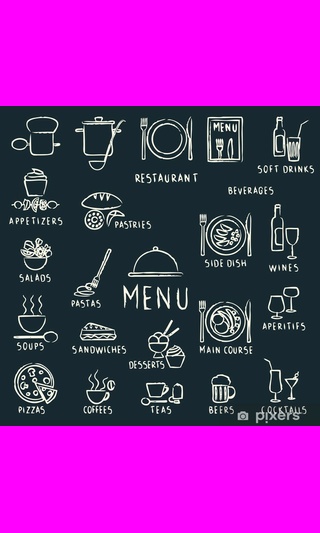 MENU
SOFT DRINKS
RESTAURANT
BEVERAGES
APPETIZERS
PASTRIES
SIDE DISH
WINES
SALADS
PASTAS
MENU
APERITIFS
SOUPS
SANDWICHES
MAIN COURSE
DESSERTS
PIZZAS
COFFEES
TEAS
BEERS
COCKTAILS
pixers